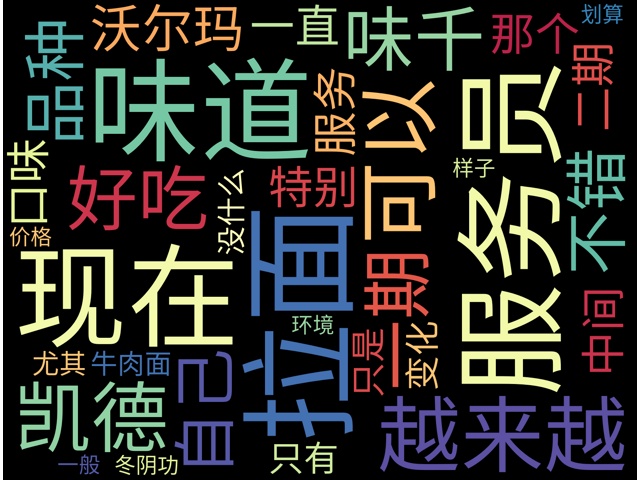 沃尔玛
一直
味千
那个
划算
品种
味道
服务
可以
服务员
二期
口味
好吃
没什么
特别
样子
不错
价格
现在
拉面
一期
环境
只是
变化
中间
尤其
牛肉面
自己
凯德
越来越
一般
冬阴功
只有